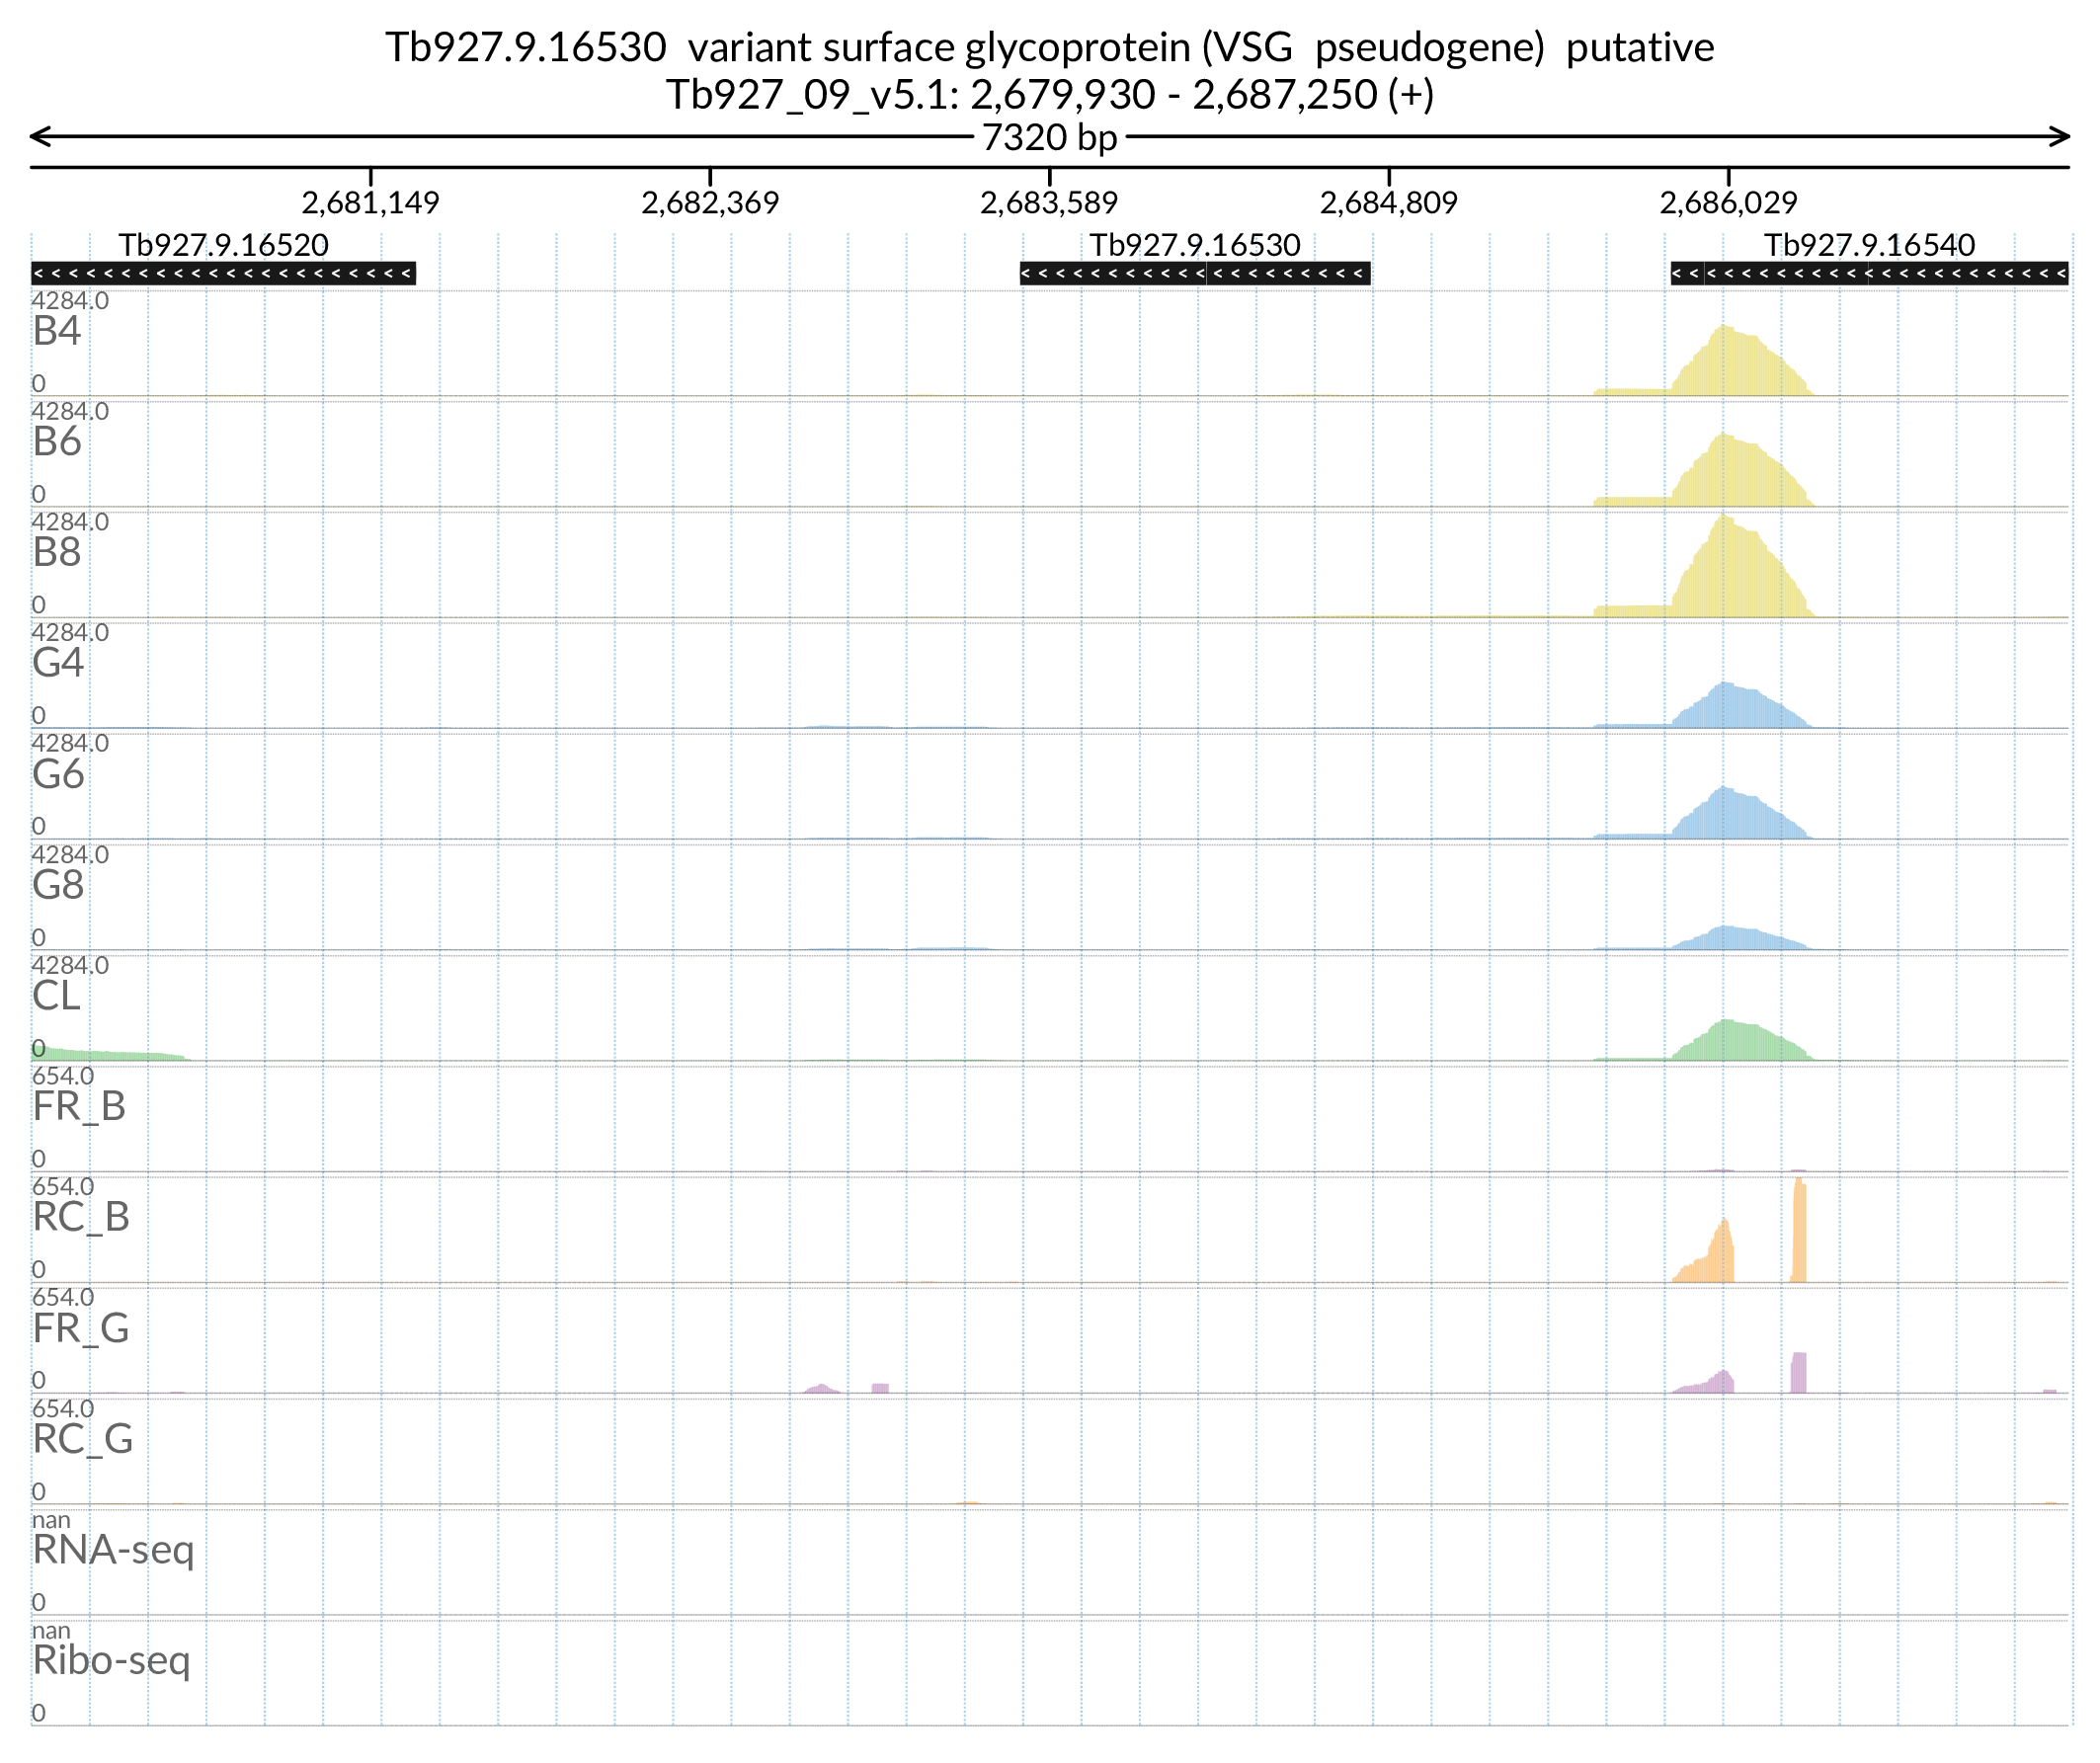 Tb927.9.16530  variant surface glycoprotein (VSG  pseudogene)  putative
Tb927_09_v5.1: 2,679,930 - 2,687,250 (+)
7320 bp
2,681,149 2,682,369 2,683,589 2,684,809 2,686,029
Tb927.9.16520 Tb927.9.16530 Tb927.9.16540
4284.0
B4
0
4284.0
B6
0
4284.0
B8
0
4284.0
G4
0
4284.0
G6
0
4284.0
G8
0
4284.0
CL
0
654.0
FR_B
0
654.0
RC_B
0
654.0
FR_G
0
654.0
RC_G
0
nan
RNA-seq
0
nan
Ribo-seq
0